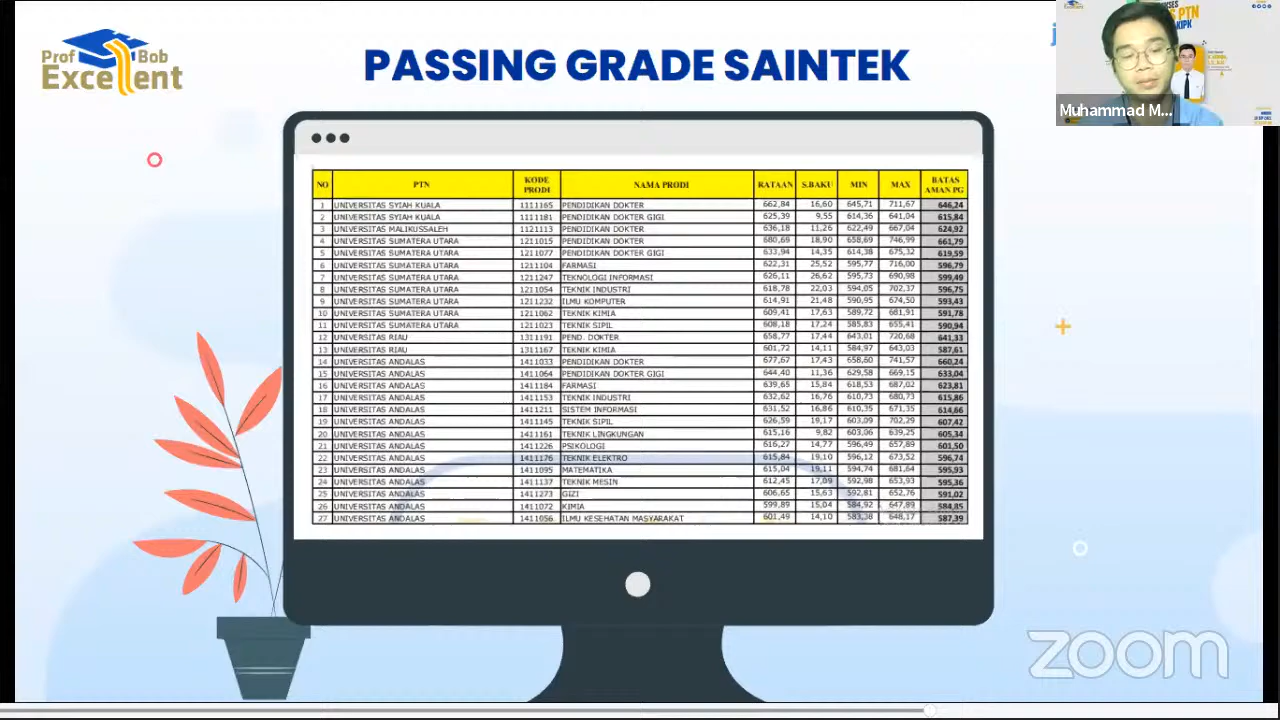 Prof Bob
Excellent
PASSING GRADE SAINTEK
Muhammad M...
NO PTN KODE PRODI NAMA PRODI RATAAN S.BAKU MIN MAX BATAS AMAN PG
1 UNIVERSITAS SYIAH KUALA 1111165 PENDIDIKAN DOKTER 662,84 16,60 645,71 711,67 646,24
2 UNIVERSITAS SYIAH KUALA 1111181 PENDIDIKAN DOKTER GIGI 625,39 9,55 614,36 641,04 615,84
3 UNIVERSITAS MALIKUSSALEH 1121113 PENDIDIKAN DOKTER 636,18 11,26 622,49 667,04 624,92
4 UNIVERSITAS SUMATERA UTARA 1211015 PENDIDIKAN DOKTER 680,69 18,90 658,69 746,99 661,79
5 UNIVERSITAS SUMATERA UTARA 1211077 PENDIDIKAN DOKTER GIGI 633,94 14,35 614,38 675,32 619,59
6 UNIVERSITAS SUMATERA UTARA 1211104 FARMASI 622,31 25,52 595,77 716,00 596,79
7 UNIVERSITAS SUMATERA UTARA 1211247 TEKNOLOGI INFORMASI 626,11 26,62 595,73 690,98 599,49
8 UNIVERSITAS SUMATERA UTARA 1211054 TEKNIK INDUSTRI 618,78 22,03 594,05 702,37 596,75
9 UNIVERSITAS SUMATERA UTARA 1211232 ILMU KOMPUTER 614,91 21,48 590,95 674,50 593,43
10 UNIVERSITAS SUMATERA UTARA 1211062 TEKNIK KIMIA 609,41 17,63 589,72 681,91 591,78
11 UNIVERSITAS SUMATERA UTARA 1211023 TEKNIK SIPIL 608,18 17,24 585,83 655,41 590,94
12 UNIVERSITAS RIAU 1311191 PEND. DOKTER 658,77 17,44 643,01 720,68 641,33
13 UNIVERSITAS RIAU 1311167 TEKNIK KIMIA 601,72 14,11 584,97 643,03 587,61
14 UNIVERSITAS ANDALAS 1411033 PENDIDIKAN DOKTER 677,67 17,43 658,60 741,57 660,24
15 UNIVERSITAS ANDALAS 1411064 PENDIDIKAN DOKTER GIGI 644,40 11,36 629,58 669,15 633,04
16 UNIVERSITAS ANDALAS 1411184 FARMASI 639,65 15,84 618,53 687,02 623,81
17 UNIVERSITAS ANDALAS 1411153 TEKNIK INDUSTRI 632,62 16,76 610,73 680,73 615,86
18 UNIVERSITAS ANDALAS 1411211 SISTEM INFORMASI 631,52 16,86 610,35 671,35 614,66
19 UNIVERSITAS ANDALAS 1411145 TEKNIK SIPIL 626,59 19,17 603,09 702,29 607,42
20 UNIVERSITAS ANDALAS 1411161 TEKNIK LINGKUNGAN 615,16 9,82 603,06 639,25 605,34
21 UNIVERSITAS ANDALAS 1411226 PSIKOLOGI 616,27 14,77 596,49 657,89 601,50
22 UNIVERSITAS ANDALAS 1411176 TEKNIK ELEKTRO 615,84 19,10 596,12 673,52 596,74
23 UNIVERSITAS ANDALAS 1411095 MATEMATIKA 615,04 19,11 594,74 681,64 595,93
24 UNIVERSITAS ANDALAS 1411137 TEKNIK MESIN 612,45 17,09 592,98 653,93 595,36
25 UNIVERSITAS ANDALAS 1411273 GIZI 606,65 15,63 592,81 652,76 591,02
26 UNIVERSITAS ANDALAS 1411072 KIMIA 599,89 15,04 584,92 647,89 584,85
27 UNIVERSITAS ANDALAS 1411056 ILMU KESEHATAN MASYARAKAT 601,49 14,10 583,38 648,17 587,39
zoom